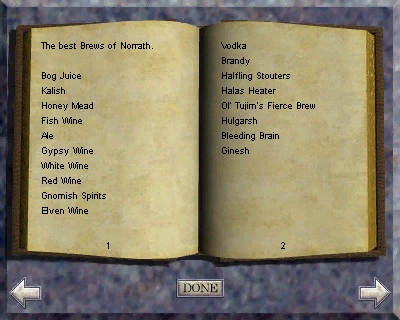 The best Brews of Norrath.
Bog Juice
Kalish
Honey Mead
Fish Wine
Ale
Gypsy Wine
White Wine
Red Wine
Gnomish Spirits
Elven Wine
1
Vodka
Brandy
Halfling Stouters
Halas Heater
Ol' Tujim's Fierce Brew
Hulgarsh
Bleeding Brain
Ginesh
2
DONE